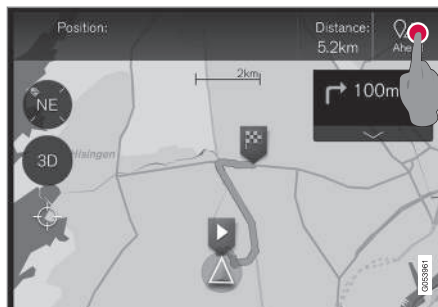 Position:
Distance:
5.2km
Ahe
2km
NE
100m
3D
Hisingen
G053961